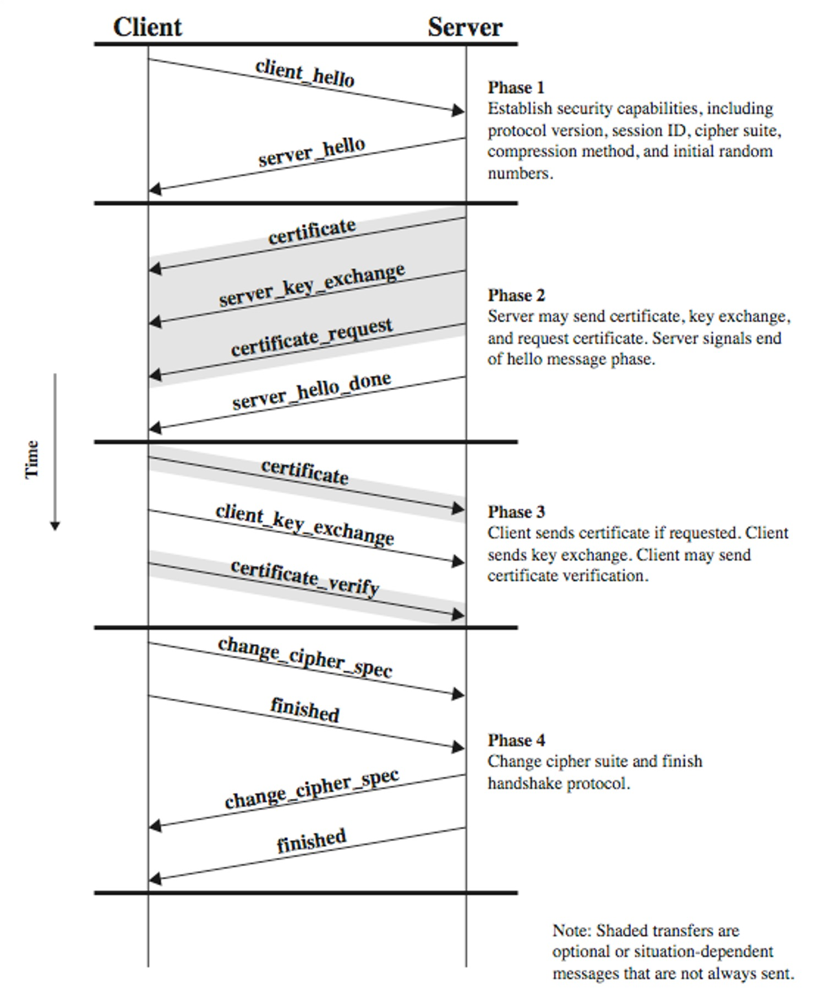 Client
Server
client_hello
server_hello
Phase 1
Establish security capabilities, including
protocol version, session ID, cipher suite,
compression method, and initial random
numbers.
certificate
server_key_exchange
certificate_request
server_hello_done
Phase 2
Server may send certificate, key exchange,
and request certificate. Server signals end
of hello message phase.
Time
certificate
client_key_exchange
certificate_verify
Phase 3
Client sends certificate if requested. Client
sends key exchange. Client may send
certificate verification.
change_cipher_spec
finished
change_cipher_spec
finished
Phase 4
Change cipher suite and finish
handshake protocol.
Note: Shaded transfers are
optional or situation-dependent
messages that are not always sent.